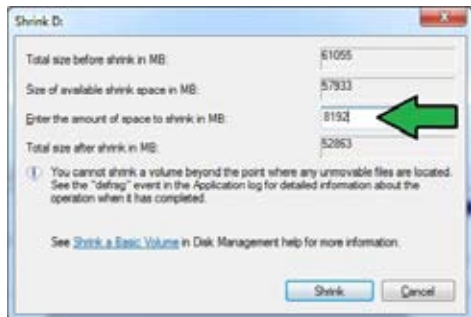 Shrink D:
Total size before shrink in MB: 61055
Size of available shrink space in MB: 57933
Enter the amount of space to shrink in MB: 8192
Total size after shrink in MB: 52863
You cannot shrink a volume beyond the point where any unmovable files are located.
See the "defrag" event in the Application log for detailed information about the
operation when it has completed.
See Shrink a Basic Volume in Disk Management help for more information.
Shrink Cancel